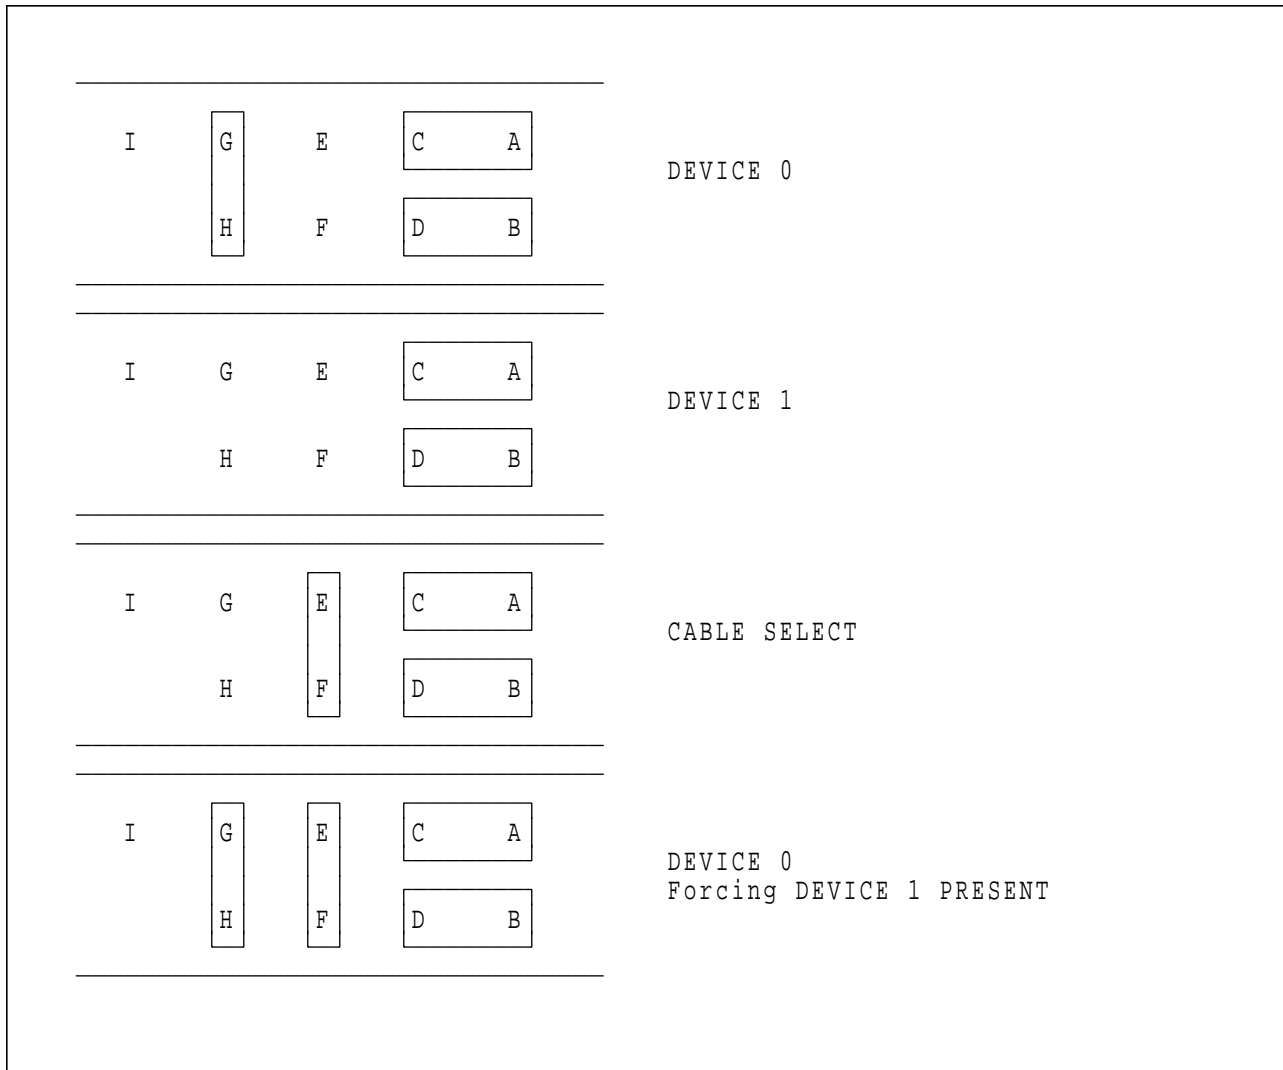 I G E C A
DEVICE 0
H F D B
I G E C A
DEVICE 1
H F D B
I G E C A
CABLE SELECT
H F D B
I G E C A
DEVICE 0
Forcing DEVICE 1 PRESENT
H F D B